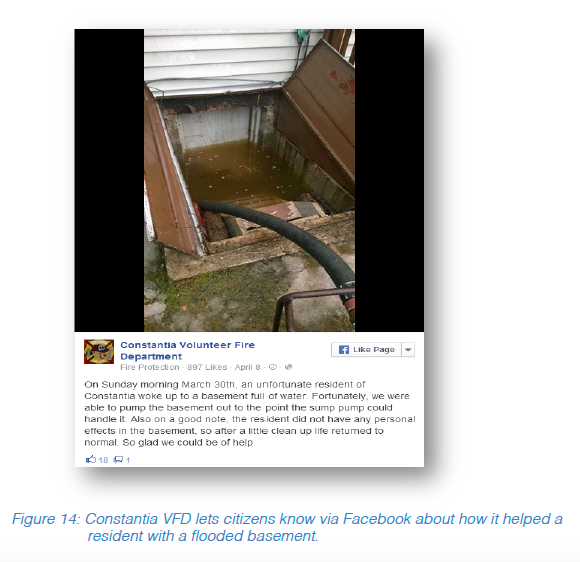 Constantia Volunteer Fire
Department
Fire Protection · 897 Likes · April 8 ·
Like Page
On Sunday morning March 30th, an unfortunate resident of
Constantia woke up to a basement full of water. Fortunately, we were
able to pump the basement out to the point the sump pump could
handle it. Also on a good note, the resident did not have any personal
effects in the basement, so after a little clean up life returned to
normal. So glad we could be of help.
18 1
Figure 14: Constantia VFD lets citizens know via Facebook about how it helped a
resident with a flooded basement.